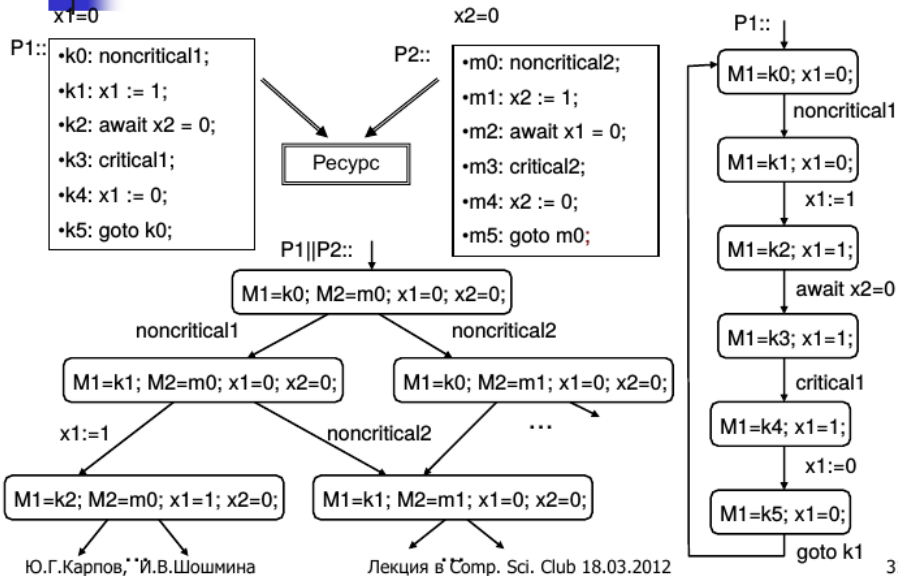 x1=0
x2=0
P1::
•k0: noncritical1;
•k1: x1 := 1;
•k2: await x2 = 0;
•k3: critical1;
•k4: x1 := 0;
•k5: goto k0;
Ресурс
P2::
•m0: noncritical2;
•m1: x2 := 1;
•m2: await x1 = 0;
•m3: critical2;
•m4: x2 := 0;
•m5: goto m0;
P1||P2::
M1=k0; M2=m0; x1=0; x2=0;
noncritical1
noncritical2
M1=k1; M2=m0; x1=0; x2=0;
M1=k0; M2=m1; x1=0; x2=0;
...
x1:=1
noncritical2
M1=k2; M2=m0; x1=1; x2=0;
M1=k1; M2=m1; x1=0; x2=0;
...
...
P1::
M1=k0; x1=0;
noncritical1
M1=k1; x1=0;
x1:=1
M1=k2; x1=1;
await x2=0
M1=k3; x1=1;
critical1
M1=k4; x1=1;
x1:=0
M1=k5; x1=0;
goto k1
Ю.Г.Карпов, И.В.Шошмина
Лекция в Comp. Sci. Club 18.03.2012